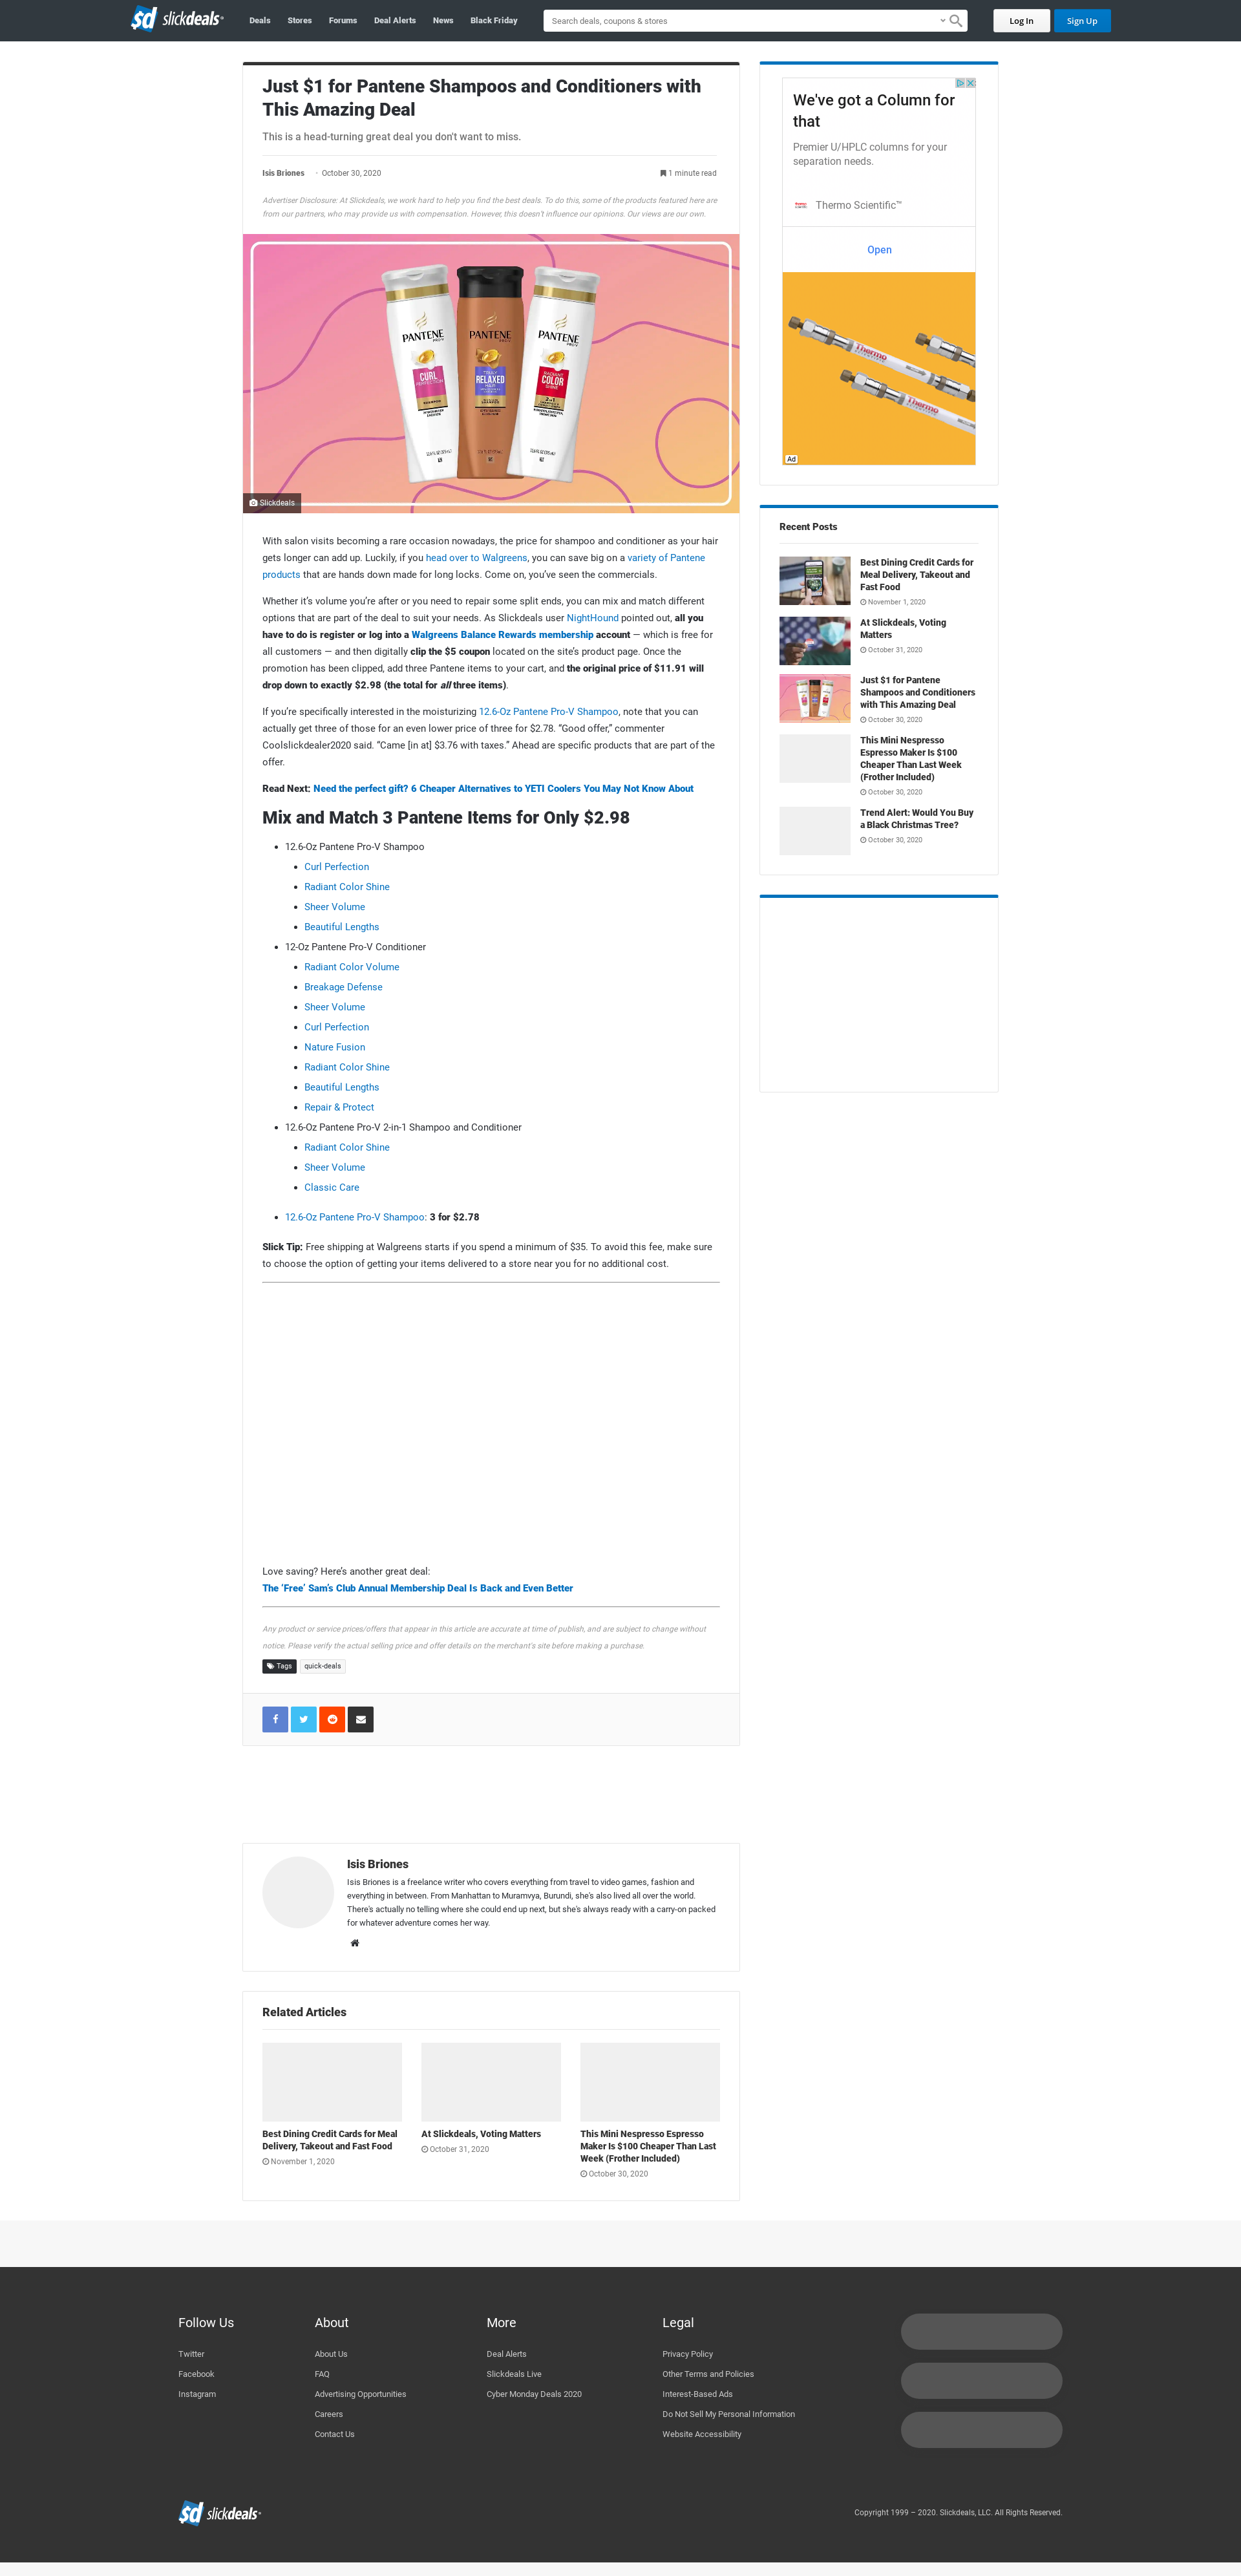 slickdeals
Deals
Stores
Forums
Deal Alerts
News
Black Friday
Search deals, coupons & stores
Log In
Sign Up
Just $1 for Pantene Shampoos and Conditioners with
This Amazing Deal
This is a head-turning great deal you don't want to miss.
Isis Briones · October 30, 2020
1 minute read
Advertiser Disclosure: At Slickdeals, we work hard to help you find the best deals. To do this, some of the products featured here are
from our partners, who may provide us with compensation. However, this doesn't influence our opinions. Our views are our own.
PANTENE
PRO-V
CURL
PERFECTION
SHAMPOO
PANTENE
PRO-V
TRULY
RELAXED
HAIR
PANTENE
PRO-V
RADIANT
COLOR
SHINE
2 in 1
Slickdeals
With salon visits becoming a rare occasion nowadays, the price for shampoo and conditioner as your hair
gets longer can add up. Luckily, if you head over to Walgreens, you can save big on a variety of Pantene
products that are hands down made for long locks. Come on, you've seen the commercials.
Whether it's volume you're after or you need to repair some split ends, you can mix and match different
options that are part of the deal to suit your needs. As Slickdeals user NightHound pointed out, all you
have to do is register or log into a Walgreens Balance Rewards membership account — which is free for
all customers — and then digitally clip the $5 coupon located on the site's product page. Once the
promotion has been clipped, add three Pantene items to your cart, and the original price of $11.91 will
drop down to exactly $2.98 (the total for all three items).
If you're specifically interested in the moisturizing 12.6-Oz Pantene Pro-V Shampoo, note that you can
actually get three of those for an even lower price of three for $2.78. "Good offer," commenter
Coolslickdealer2020 said. "Came [in at] $3.76 with taxes." Ahead are specific products that are part of the
offer.
Read Next: Need the perfect gift? 6 Cheaper Alternatives to YETI Coolers You May Not Know About
Mix and Match 3 Pantene Items for Only $2.98
12.6-Oz Pantene Pro-V Shampoo
Curl Perfection
Radiant Color Shine
Sheer Volume
Beautiful Lengths
12-Oz Pantene Pro-V Conditioner
Radiant Color Volume
Breakage Defense
Sheer Volume
Curl Perfection
Nature Fusion
Radiant Color Shine
Beautiful Lengths
Repair & Protect
12.6-Oz Pantene Pro-V 2-in-1 Shampoo and Conditioner
Radiant Color Shine
Sheer Volume
Classic Care
12.6-Oz Pantene Pro-V Shampoo: 3 for $2.78
Slick Tip: Free shipping at Walgreens starts if you spend a minimum of $35. To avoid this fee, make sure
to choose the option of getting your items delivered to a store near you for no additional cost.
Love saving? Here's another great deal:
The 'Free' Sam's Club Annual Membership Deal Is Back and Even Better
Any product or service prices/offers that appear in this article are accurate at time of publish, and are subject to change without
notice. Please verify the actual selling price and offer details on the merchant's site before making a purchase.
Tags
quick-deals
Isis Briones
Isis Briones is a freelance writer who covers everything from travel to video games, fashion and
everything in between. From Manhattan to Muramvya, Burundi, she's also lived all over the world.
There's actually no telling where she could end up next, but she's always ready with a carry-on packed
for whatever adventure comes her way.
Related Articles
Best Dining Credit Cards for Meal
Delivery, Takeout and Fast Food
November 1, 2020
At Slickdeals, Voting Matters
October 31, 2020
This Mini Nespresso Espresso
Maker Is $100 Cheaper Than Last
Week (Frother Included)
October 30, 2020
We've got a Column for
that
Premier U/HPLC columns for your
separation needs.
Thermo Scientific™
Open
Thermo
Thermo
Thermo
Ad
Recent Posts
Best Dining Credit Cards for
Meal Delivery, Takeout and
Fast Food
November 1, 2020
At Slickdeals, Voting
Matters
October 31, 2020
Just $1 for Pantene
Shampoos and Conditioners
with This Amazing Deal
October 30, 2020
This Mini Nespresso
Espresso Maker Is $100
Cheaper Than Last Week
(Frother Included)
October 30, 2020
Trend Alert: Would You Buy
a Black Christmas Tree?
October 30, 2020
Follow Us
Twitter
Facebook
Instagram
About
About Us
FAQ
Advertising Opportunities
Careers
Contact Us
More
Deal Alerts
Slickdeals Live
Cyber Monday Deals 2020
Legal
Privacy Policy
Other Terms and Policies
Interest-Based Ads
Do Not Sell My Personal Information
Website Accessibility
slickdeals
Copyright 1999 – 2020. Slickdeals, LLC. All Rights Reserved.